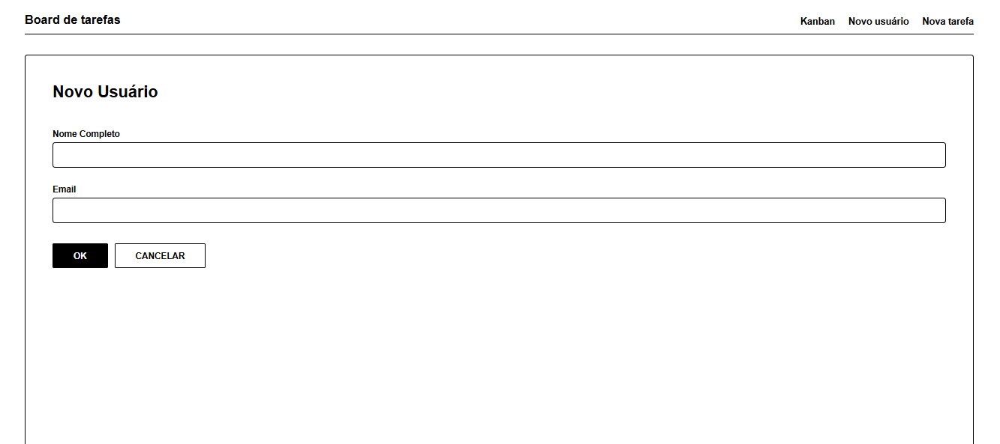 Board de tarefas
Kanban Novo usuário Nova tarefa
Novo Usuário
Nome Completo
Email
OK CANCELAR